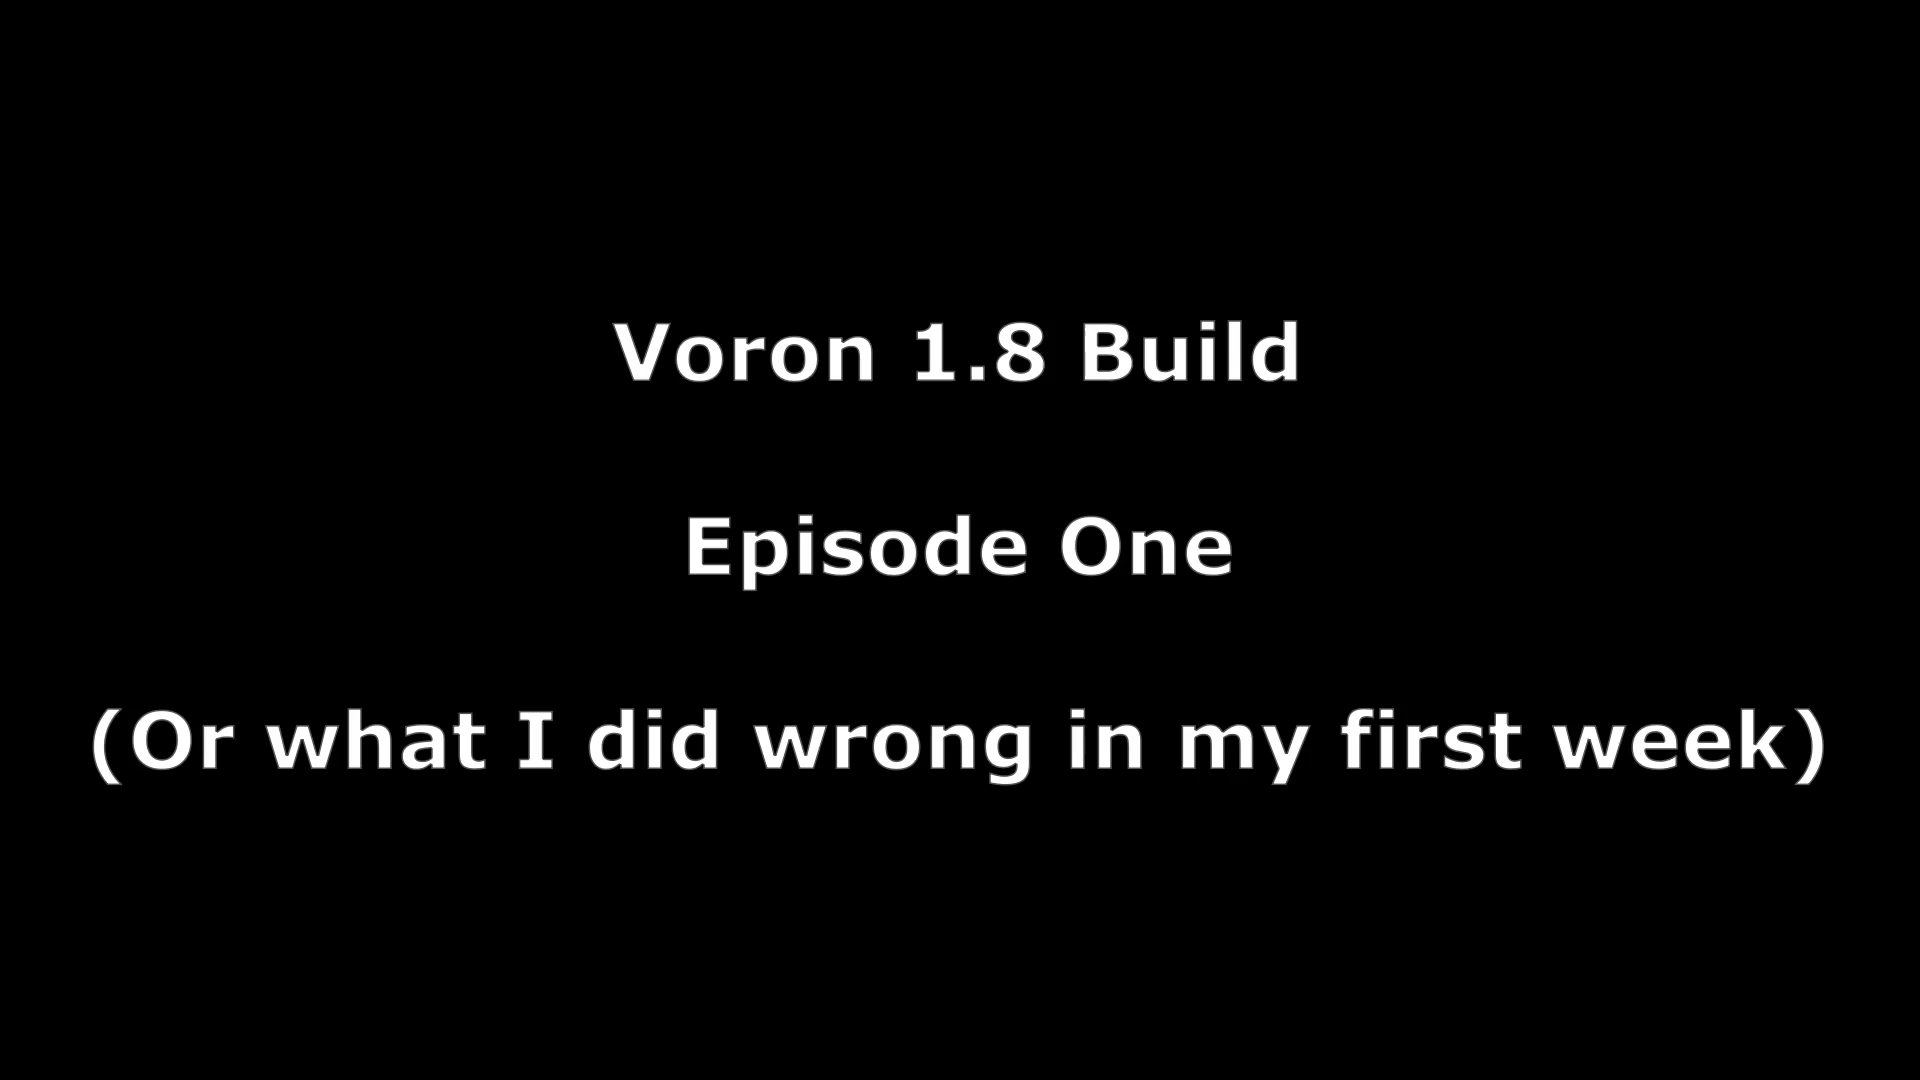 Voron 1.8 Build
Episode One
(Or what I did wrong in my first week)